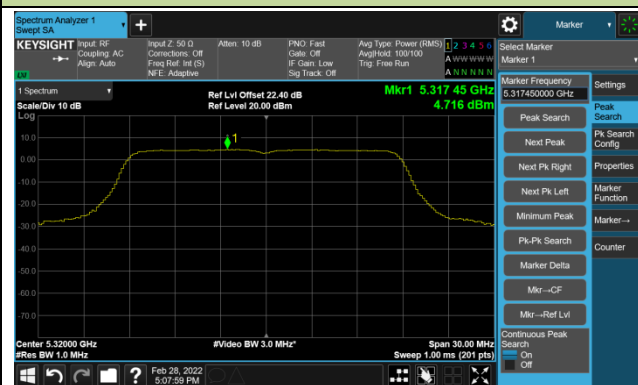 Spectrum Analyzer 1
Swept SA
Marker
KEYSIGHT
Input: RF
Coupling: AC
Align: Auto
Input Z: 50 Ω
Corrections: Off
Freq Ref: Int (S)
NFE: Adaptive
Atten: 10 dB
PNO: Fast
Gate: Off
IF Gain: Low
Sig Track: Off
Avg Type: Power (RMS)
Avg|Hold: 100/100
Trig: Free Run
1 2 3 4 5 6
A W W W W W
A N N N N N
LVI
Select Marker
Marker 1
1 Spectrum
Scale/Div 10 dB
Log
Ref Lvl Offset 22.40 dB
Ref Level 20.00 dBm
Mkr1 5.317 45 GHz
4.716 dBm
1
10.0
0.00
-10.0
-20.0
-30.0
-40.0
-50.0
-60.0
-70.0
Center 5.32000 GHz
#Res BW 1.0 MHz
#Video BW 3.0 MHz*
Span 30.00 MHz
Sweep 1.00 ms (201 pts)
Marker Frequency
5.317450000 GHz
Peak Search
Next Peak
Next Pk Right
Next Pk Left
Minimum Peak
Pk-Pk Search
Marker Delta
Mkr→CF
Mkr→Ref Lvl
Continuous Peak
Search
On
Off
Settings
Peak
Search
Pk Search
Config
Properties
Marker
Function
Marker→
Counter
?
Feb 28, 2022
5:07:59 PM